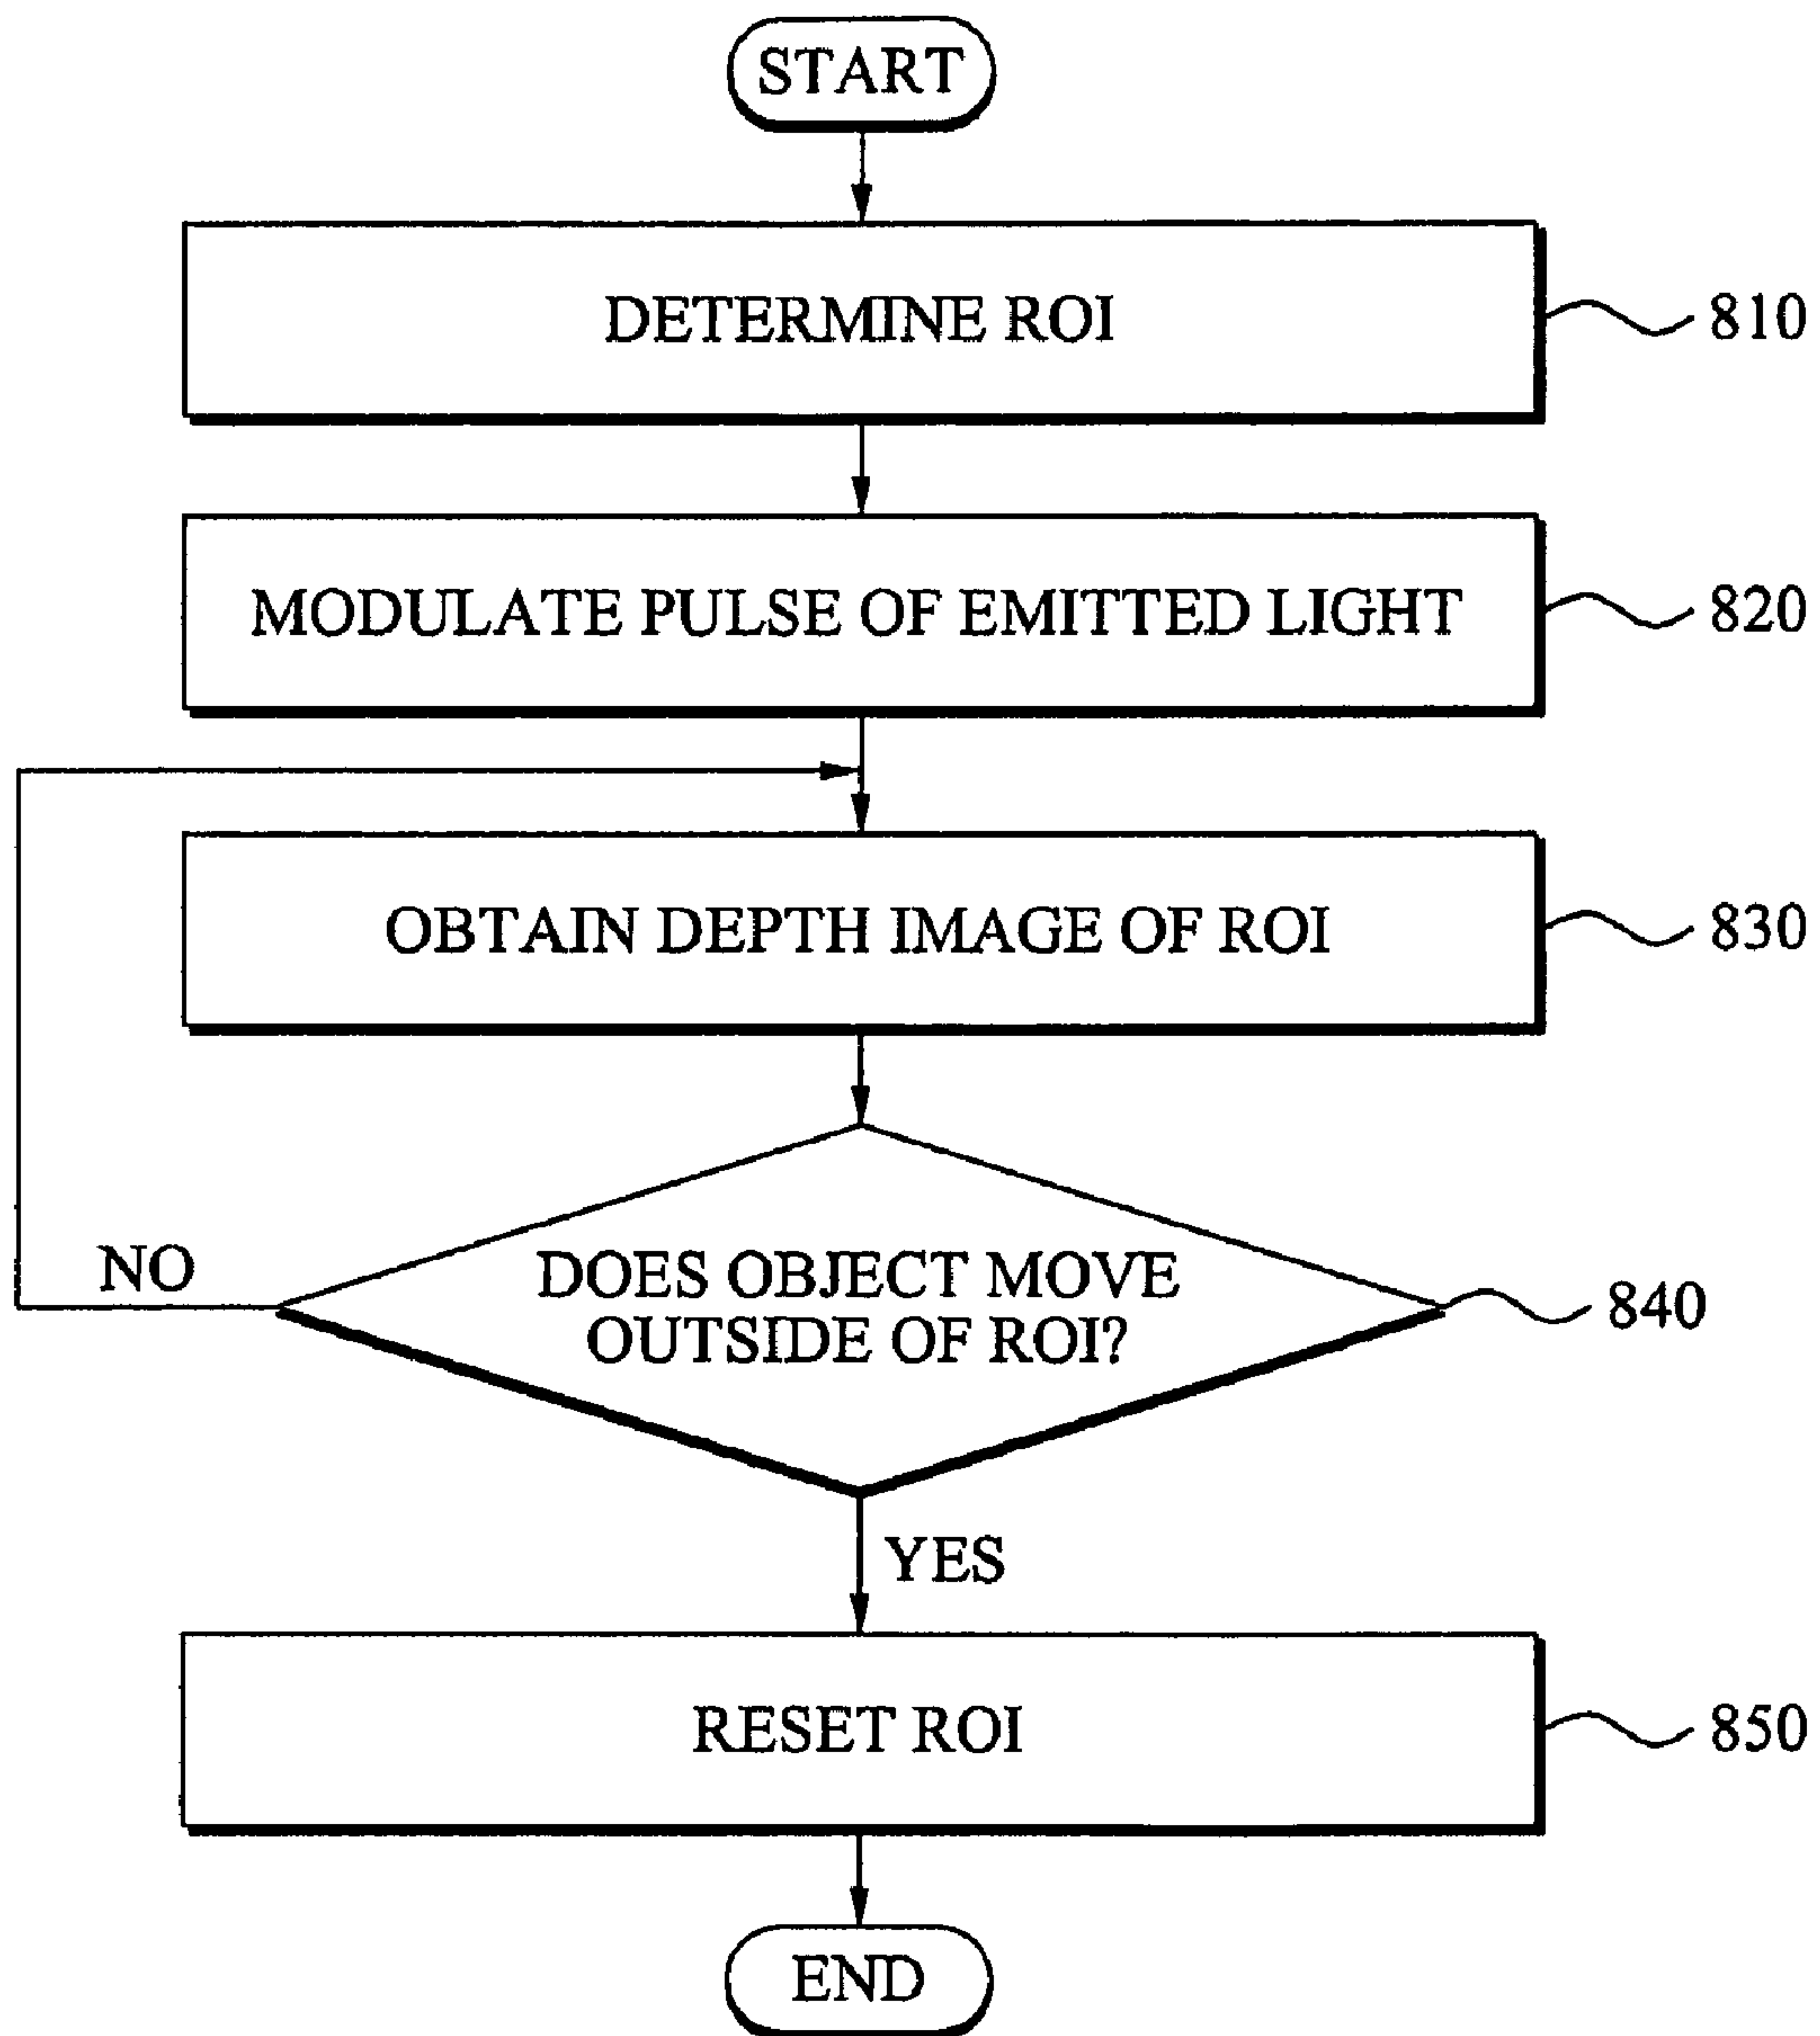 START
DETERMINE ROI
810
MODULATE PULSE OF EMITTED LIGHT
820
OBTAIN DEPTH IMAGE OF ROI
830
NO
DOES OBJECT MOVE
OUTSIDE OF ROI?
840
YES
RESET ROI
850
END